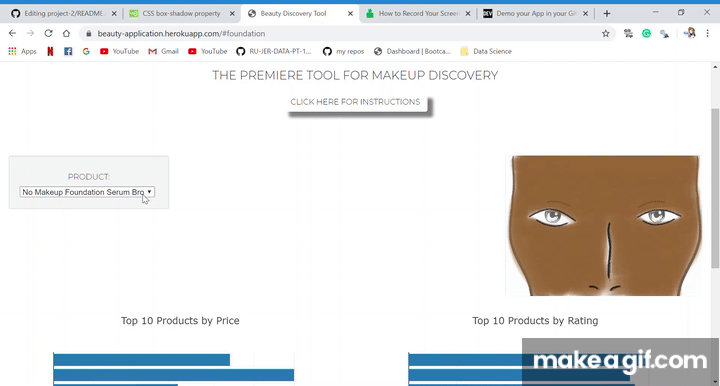 Editing project-2/README.
CSS box-shadow property
Beauty Discovery Tool
How to Record Your Screen
Demo your App in your Git
beauty-application.herokuapp.com/#foundation
Apps
YouTube
Gmail
YouTube
RU-JER-DATA-PT-1...
my repos
Dashboard | Bootca...
Data Science
THE PREMIERE TOOL FOR MAKEUP DISCOVERY
CLICK HERE FOR INSTRUCTIONS
PRODUCT:
No Makeup Foundation Serum Bro
Top 10 Products by Price
Top 10 Products by Rating
makeagif.com